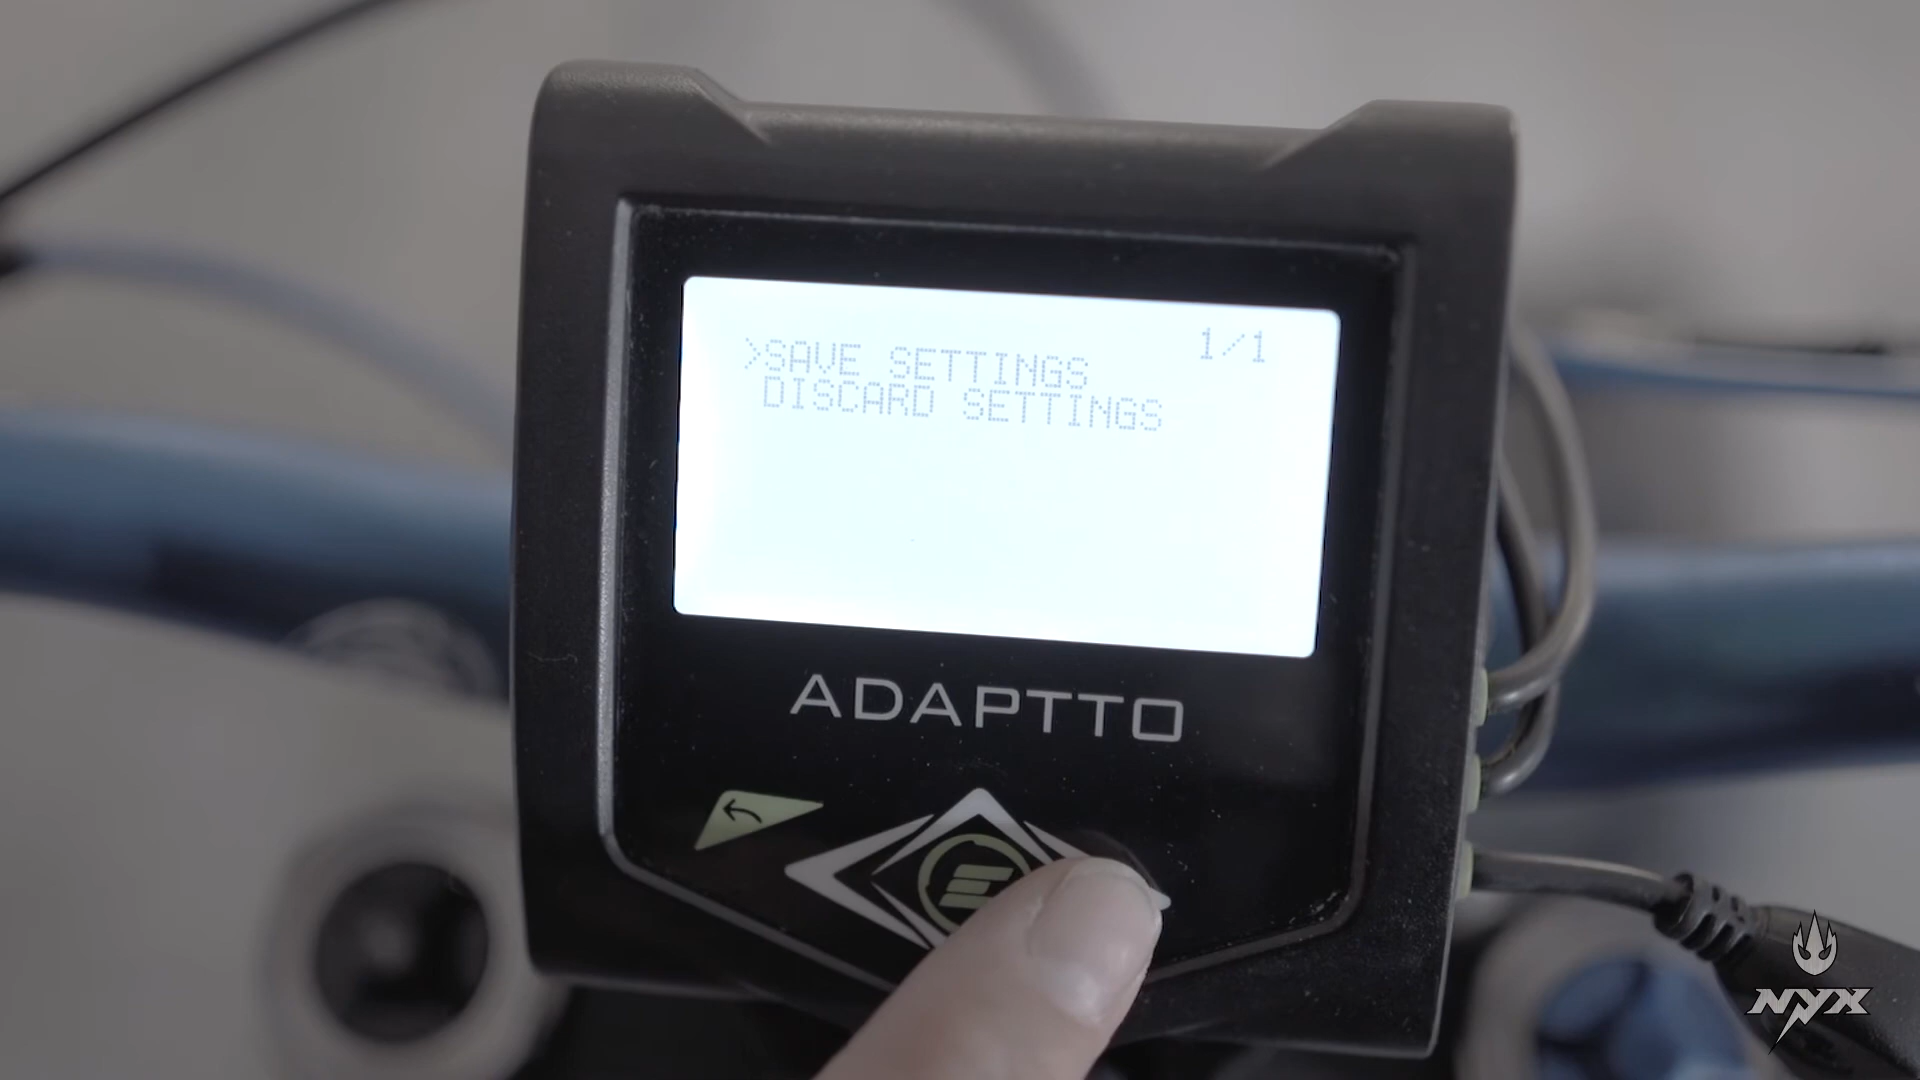 1/1
>SAVE SETTINGS
DISCARD SETTINGS
ADAPTTO
NYX